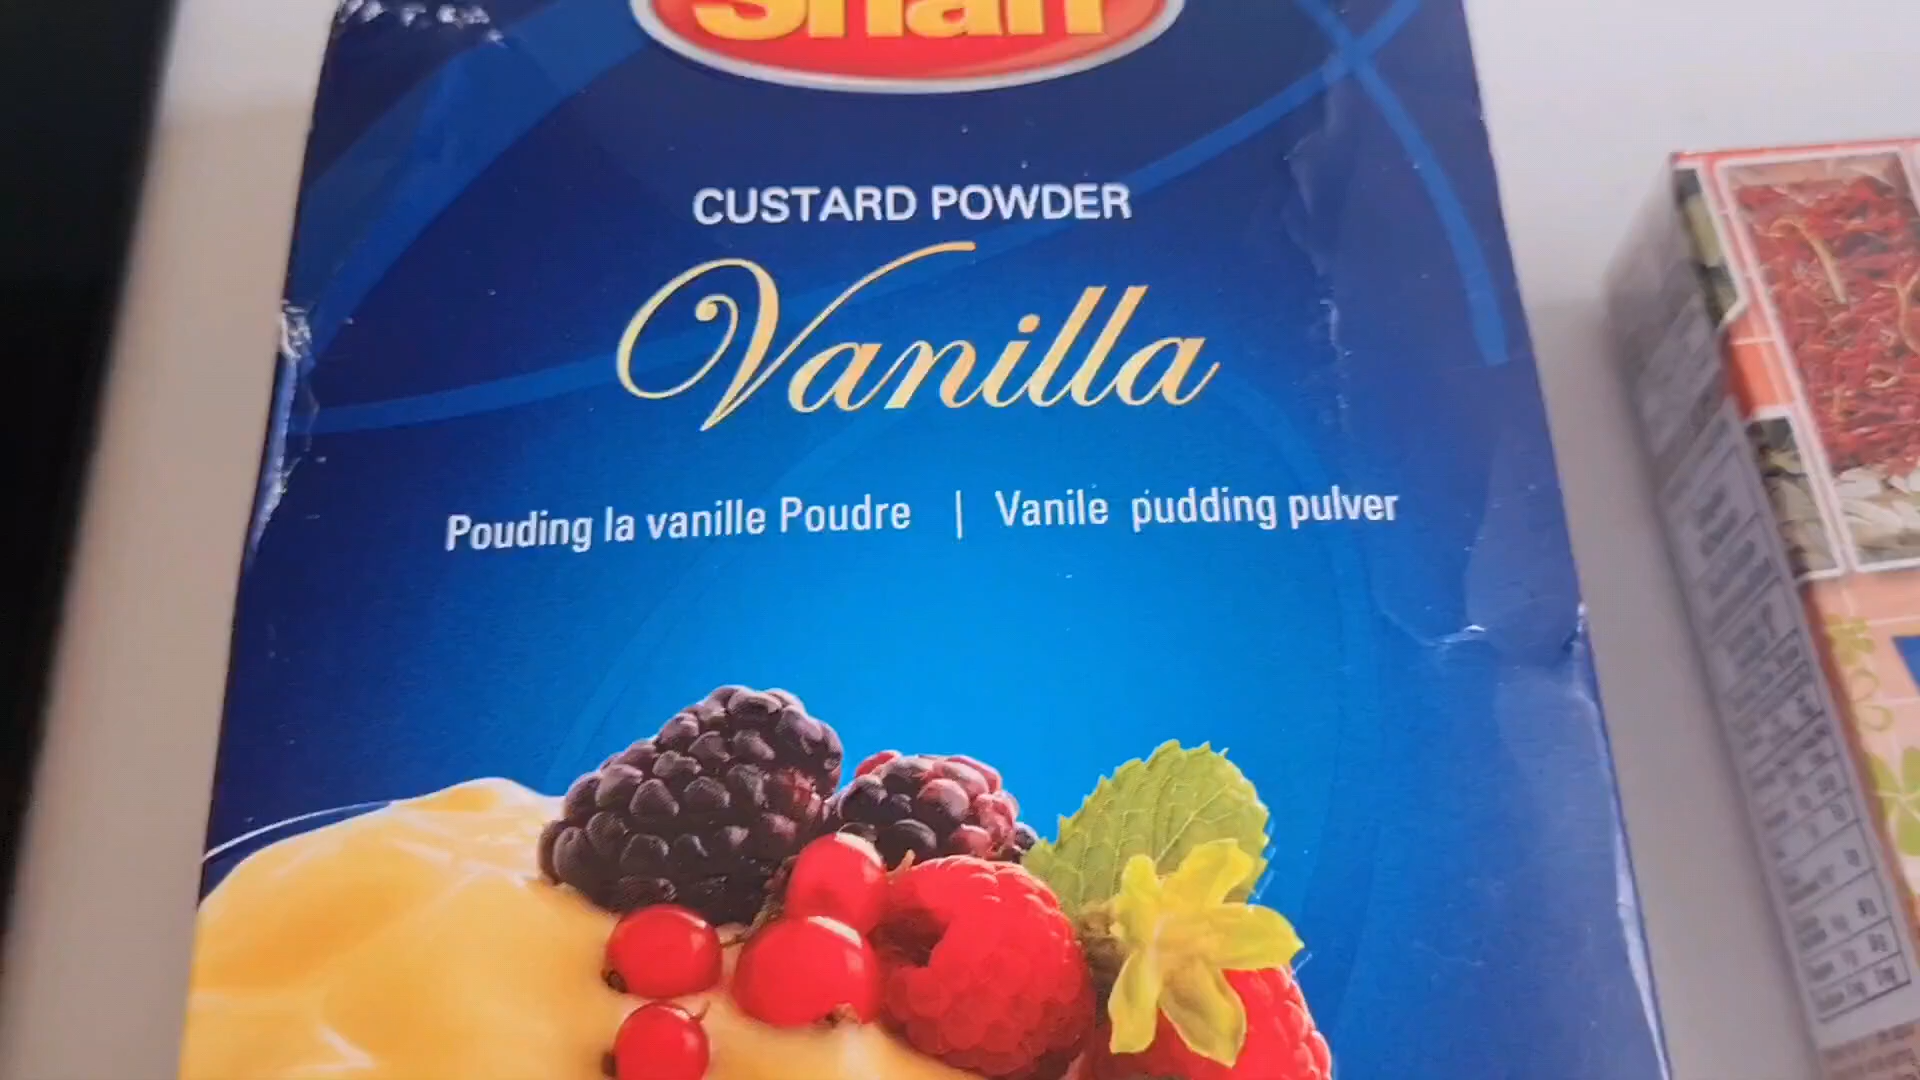 Shan
CUSTARD POWDER
Vanilla
Pouding la vanille Poudre | Vanile pudding pulver